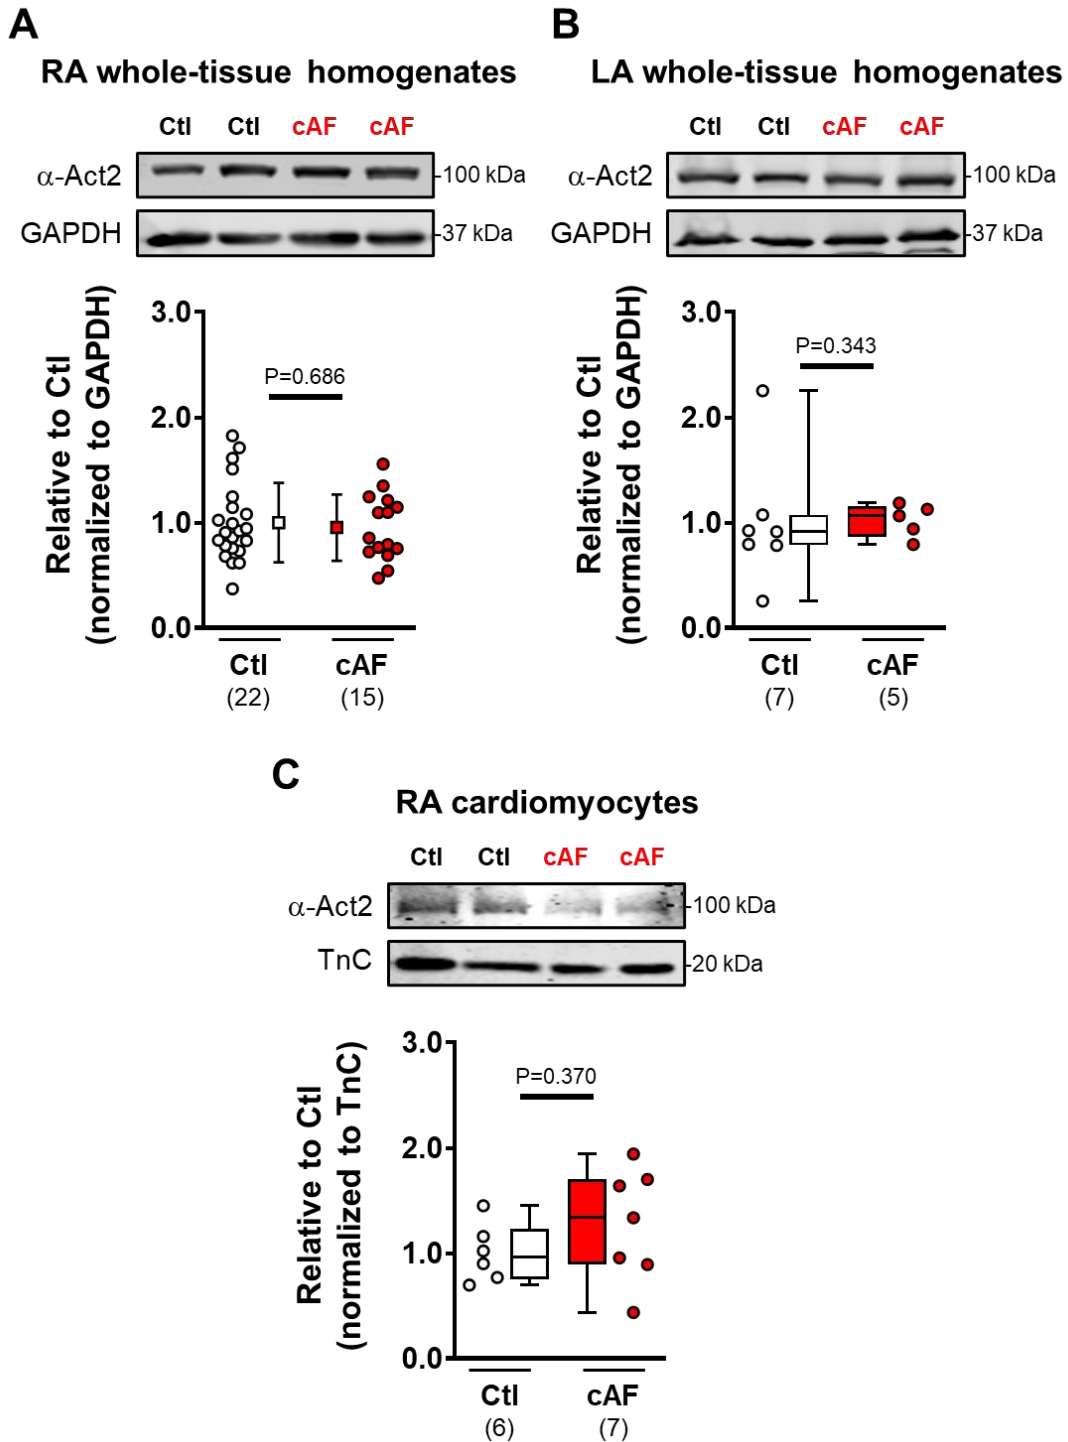 A
RA whole-tissue homogenates
Ctl Ctl cAF cAF
α-Act2
100 kDa
GAPDH
37 kDa
Relative to Ctl
(normalized to GAPDH)
3.0
2.0
1.0
0.0
P=0.686
Ctl cAF
(22) (15)
B
LA whole-tissue homogenates
Ctl Ctl cAF cAF
α-Act2
100 kDa
GAPDH
37 kDa
Relative to Ctl
(normalized to GAPDH)
3.0
2.0
1.0
0.0
P=0.343
Ctl cAF
(7) (5)
C
RA cardiomyocytes
Ctl Ctl cAF cAF
α-Act2
100 kDa
TnC
20 kDa
Relative to Ctl
(normalized to TnC)
3.0
2.0
1.0
0.0
P=0.370
Ctl cAF
(6) (7)